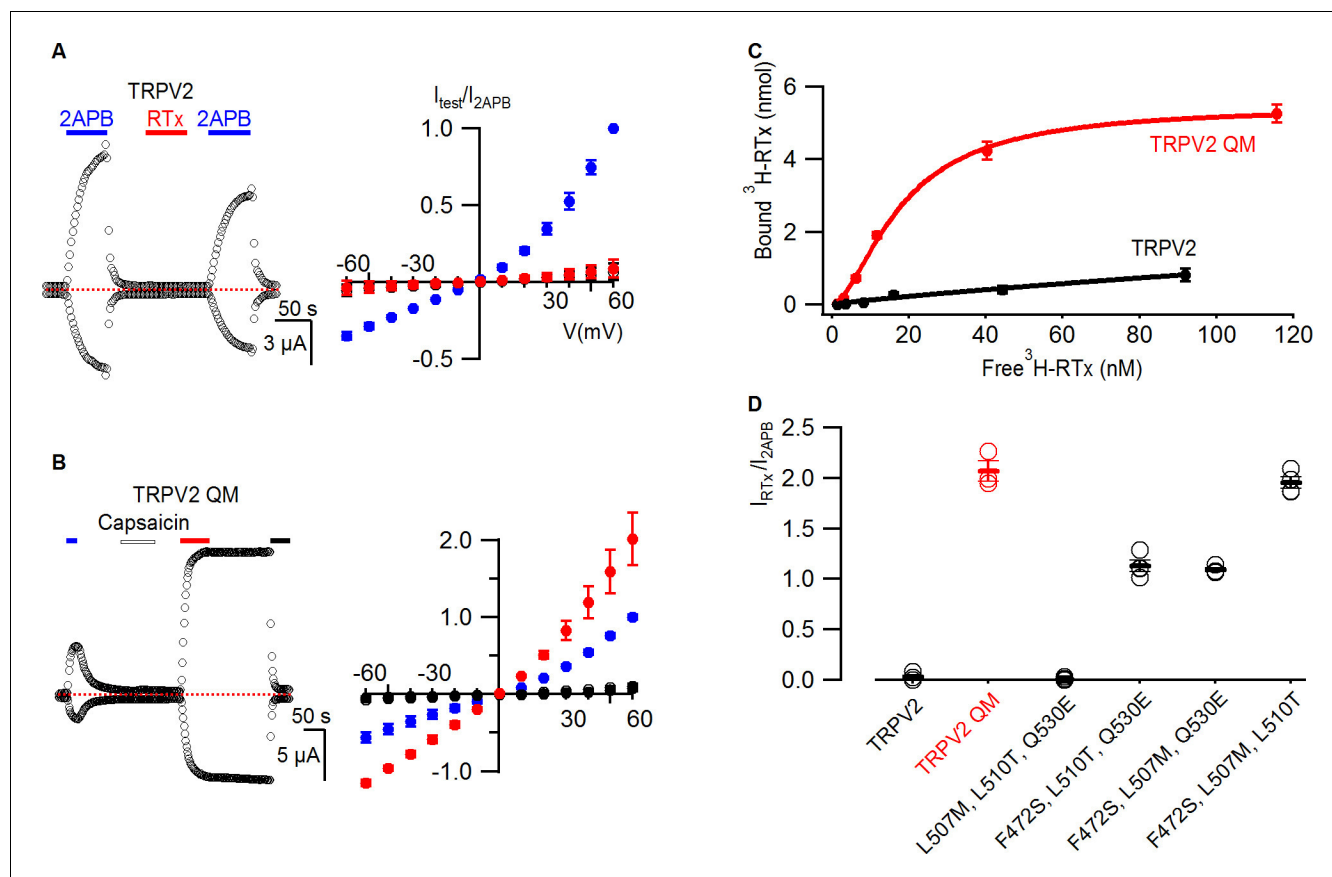 A
TRPV2
2APB RTx 2APB
50 s
3 µA
Itest/I2APB
1.0
0.5
-60 -30
30 60
V(mV)
-0.5
B
TRPV2 QM
Capsaicin
50 s
5 µA
2.0
1.0
-60 -30
30 60
-1.0
C
Bound 3H-RTx (nmol)
6
4
2
0
TRPV2 QM
TRPV2
0 20 40 60 80 100 120
Free3H-RTx (nM)
D
IRTx/I2APB
2.5
2.0
1.5
1.0
0.5
0.0
TRPV2
TRPV2 QM
L507M, L510T, Q530E
F472S, L510T, Q530E
F472S, L507M, Q530E
F472S, L507M, L510T